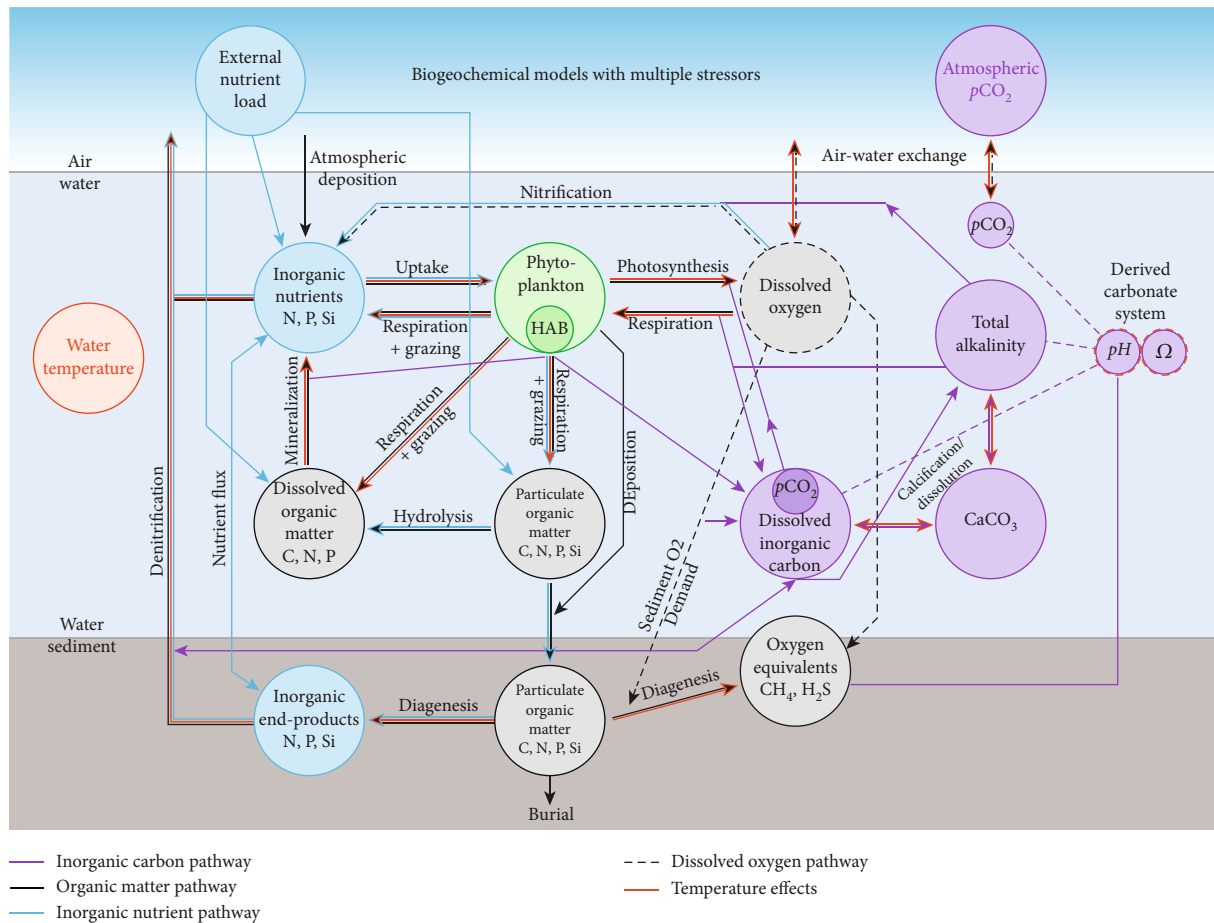 External
nutrient
load
Biogeochemical models with multiple stressors
Atmospheric
pCO2
Air
water
Atmospheric
deposition
Air-water exchange
Nitrification
pCO2
Inorganic
nutrients
N, P, Si
Uptake
Phyto-
plankton
HAB
Photosynthesis
Dissolved
oxygen
Derived
carbonate
system
Total
alkalinity
pH
Ω
Respiration
+ grazing
Respiration
Water
temperature
Mineralization
Respiration
+ grazing
Respiration
+ grazing
DEposition
Denitrification
Nutrient flux
Dissolved
organic
matter
C, N, P
Hydrolysis
Particulate
organic
matter
C, N, P, Si
pCO2
Dissolved
inorganic
carbon
Calcification/
dissolution
CaCO3
Sediment O2
Demand
Water
sediment
Inorganic
end-products
N, P, Si
Diagenesis
Particulate
organic
matter
C, N, P, Si
Diagenesis
Oxygen
equivalents
CH4, H2S
Burial
Inorganic carbon pathway
Organic matter pathway
Inorganic nutrient pathway
Dissolved oxygen pathway
Temperature effects